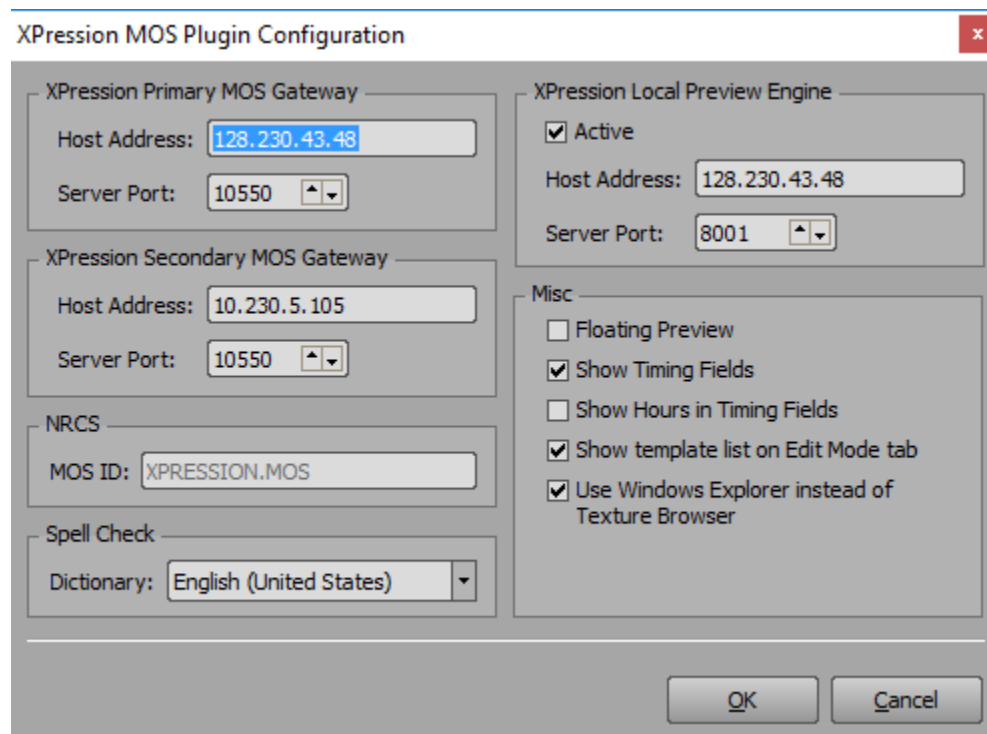 XPression MOS Plugin Configuration
x
XPression Primary MOS Gateway
Host Address: 128.230.43.48
Server Port: 10550
XPression Secondary MOS Gateway
Host Address: 10.230.5.105
Server Port: 10550
NRCS
MOS ID: XPRESSION.MOS
Spell Check
Dictionary: English (United States)
XPression Local Preview Engine
Active
Host Address: 128.230.43.48
Server Port: 8001
Misc
Floating Preview
Show Timing Fields
Show Hours in Timing Fields
Show template list on Edit Mode tab
Use Windows Explorer instead of
Texture Browser
OK
Cancel